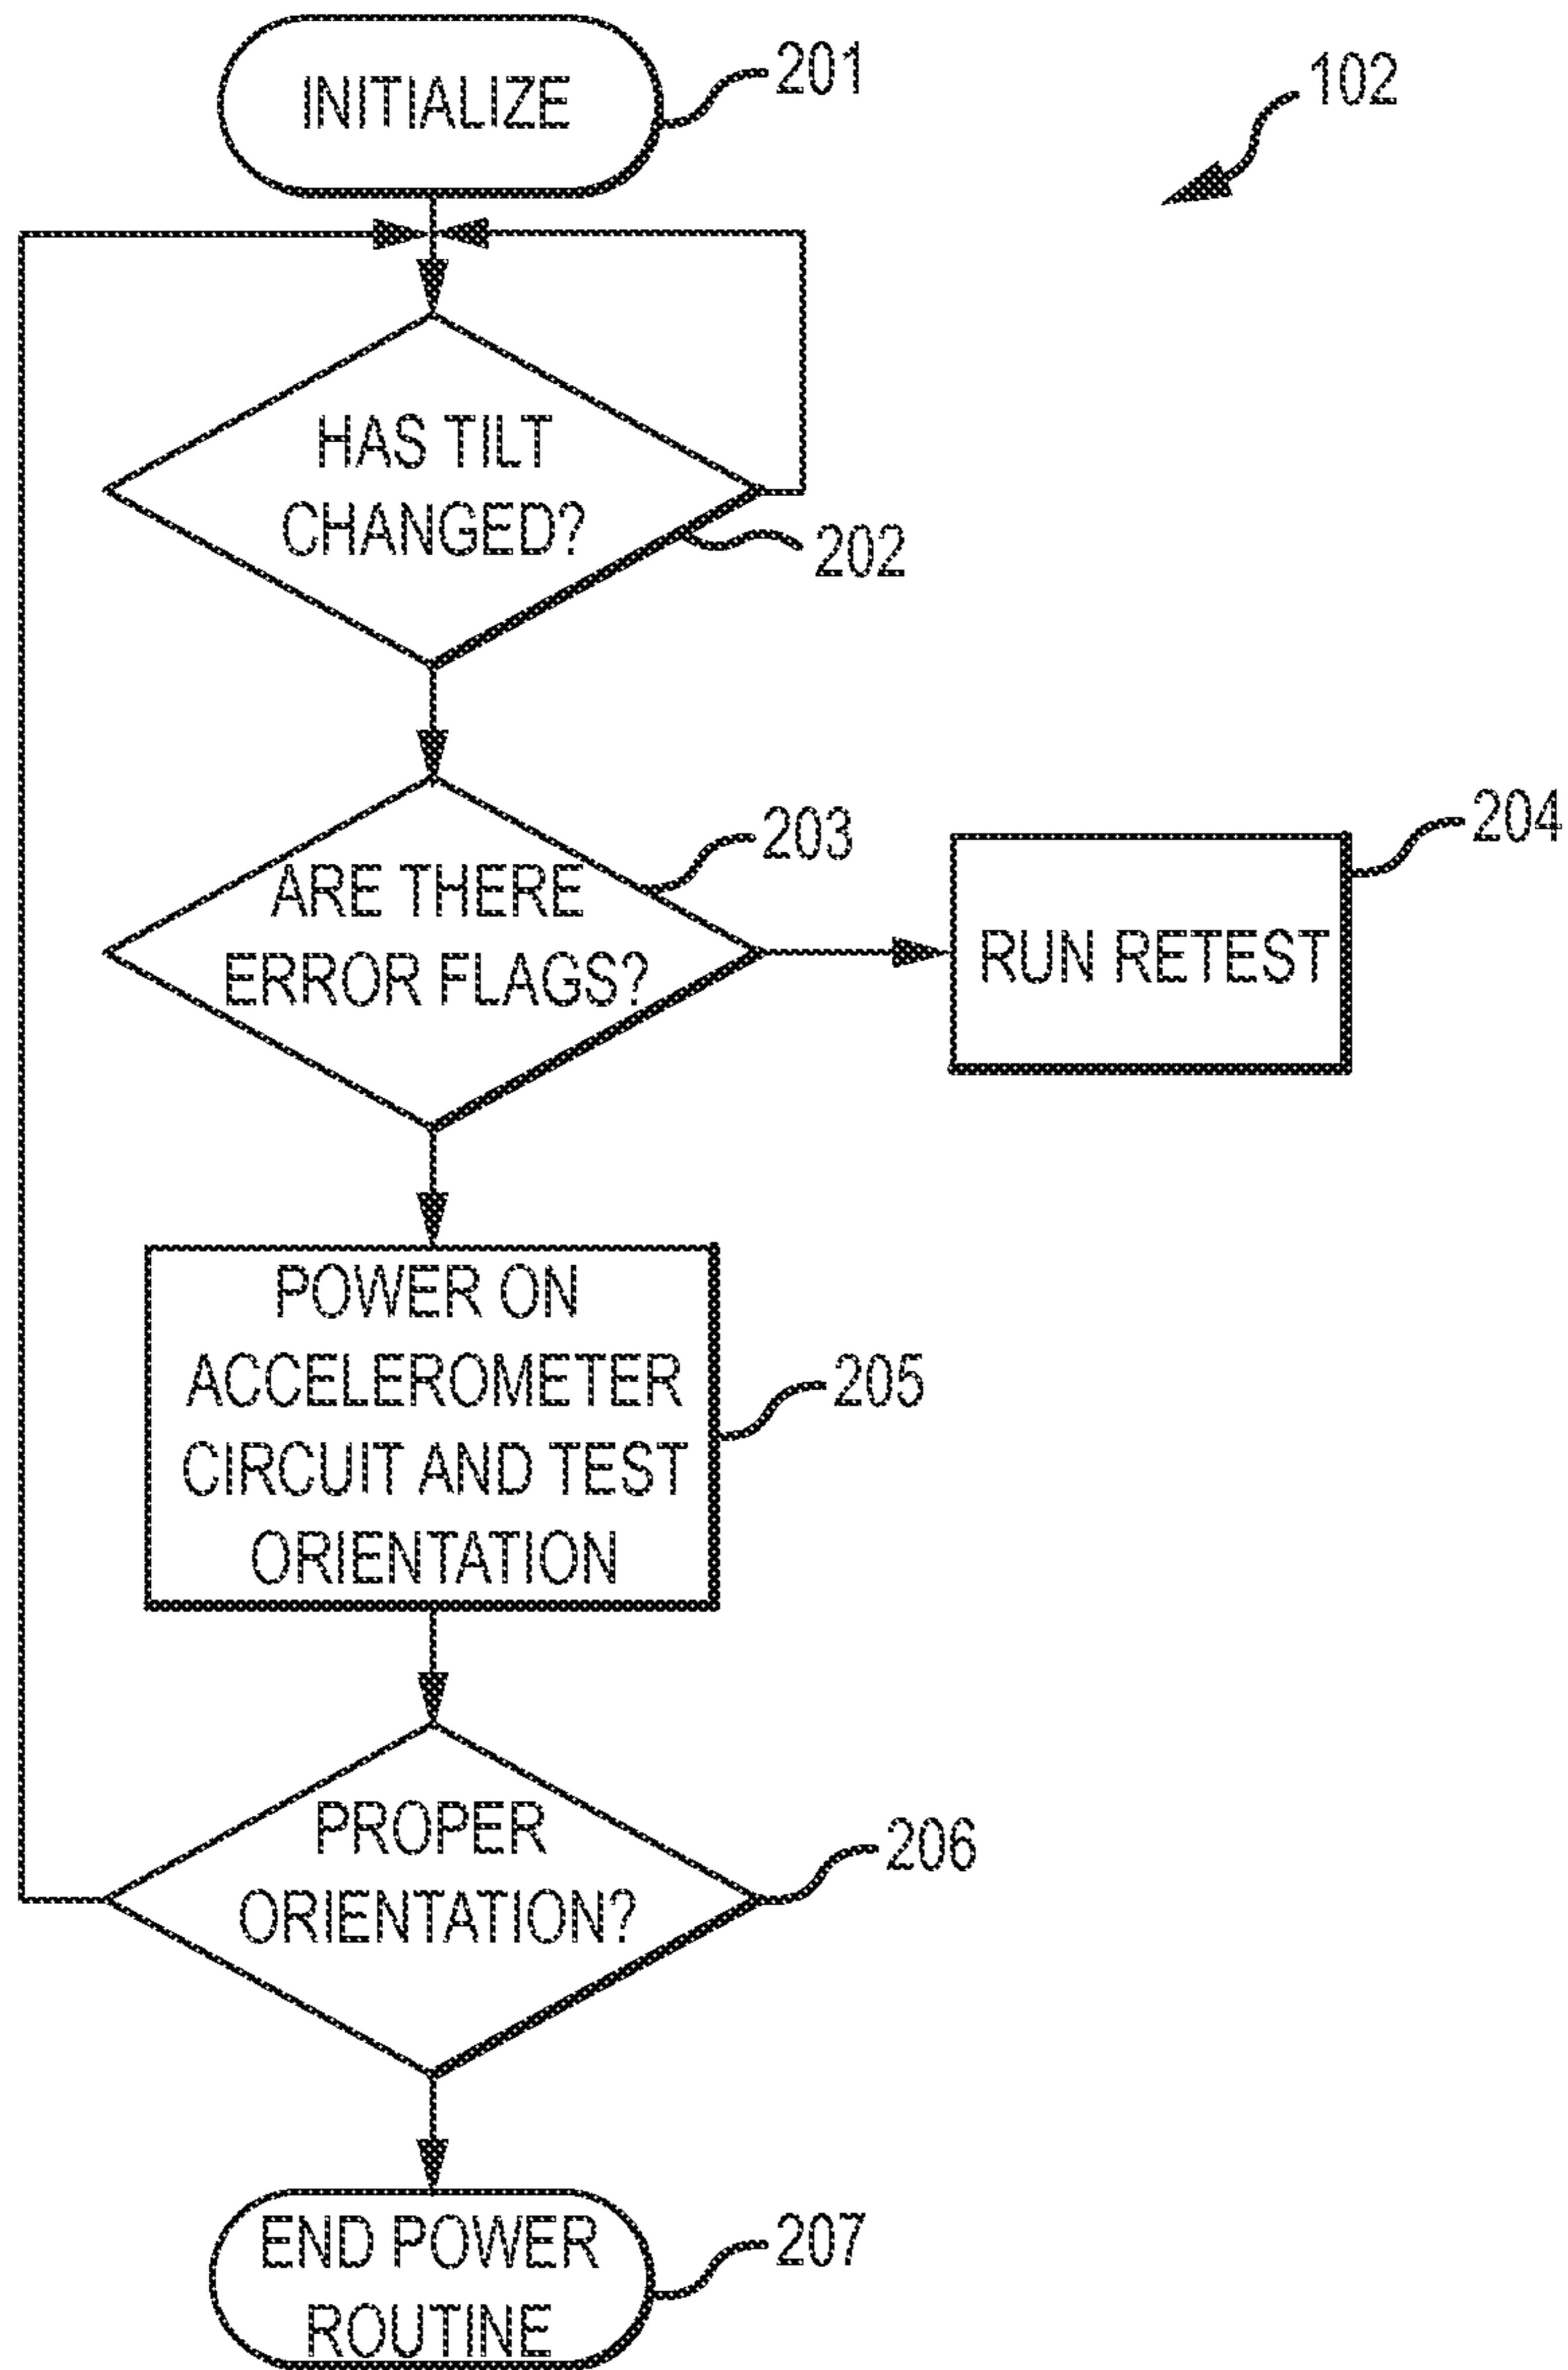 INITIALIZE
201
102
HAS TILT
CHANGED?
202
ARE THERE
ERROR FLAGS?
203
RUN RETEST
204
POWER ON
ACCELEROMETER
CIRCUIT AND TEST
ORIENTATION
205
PROPER
ORIENTATION?
206
END POWER
ROUTINE
207